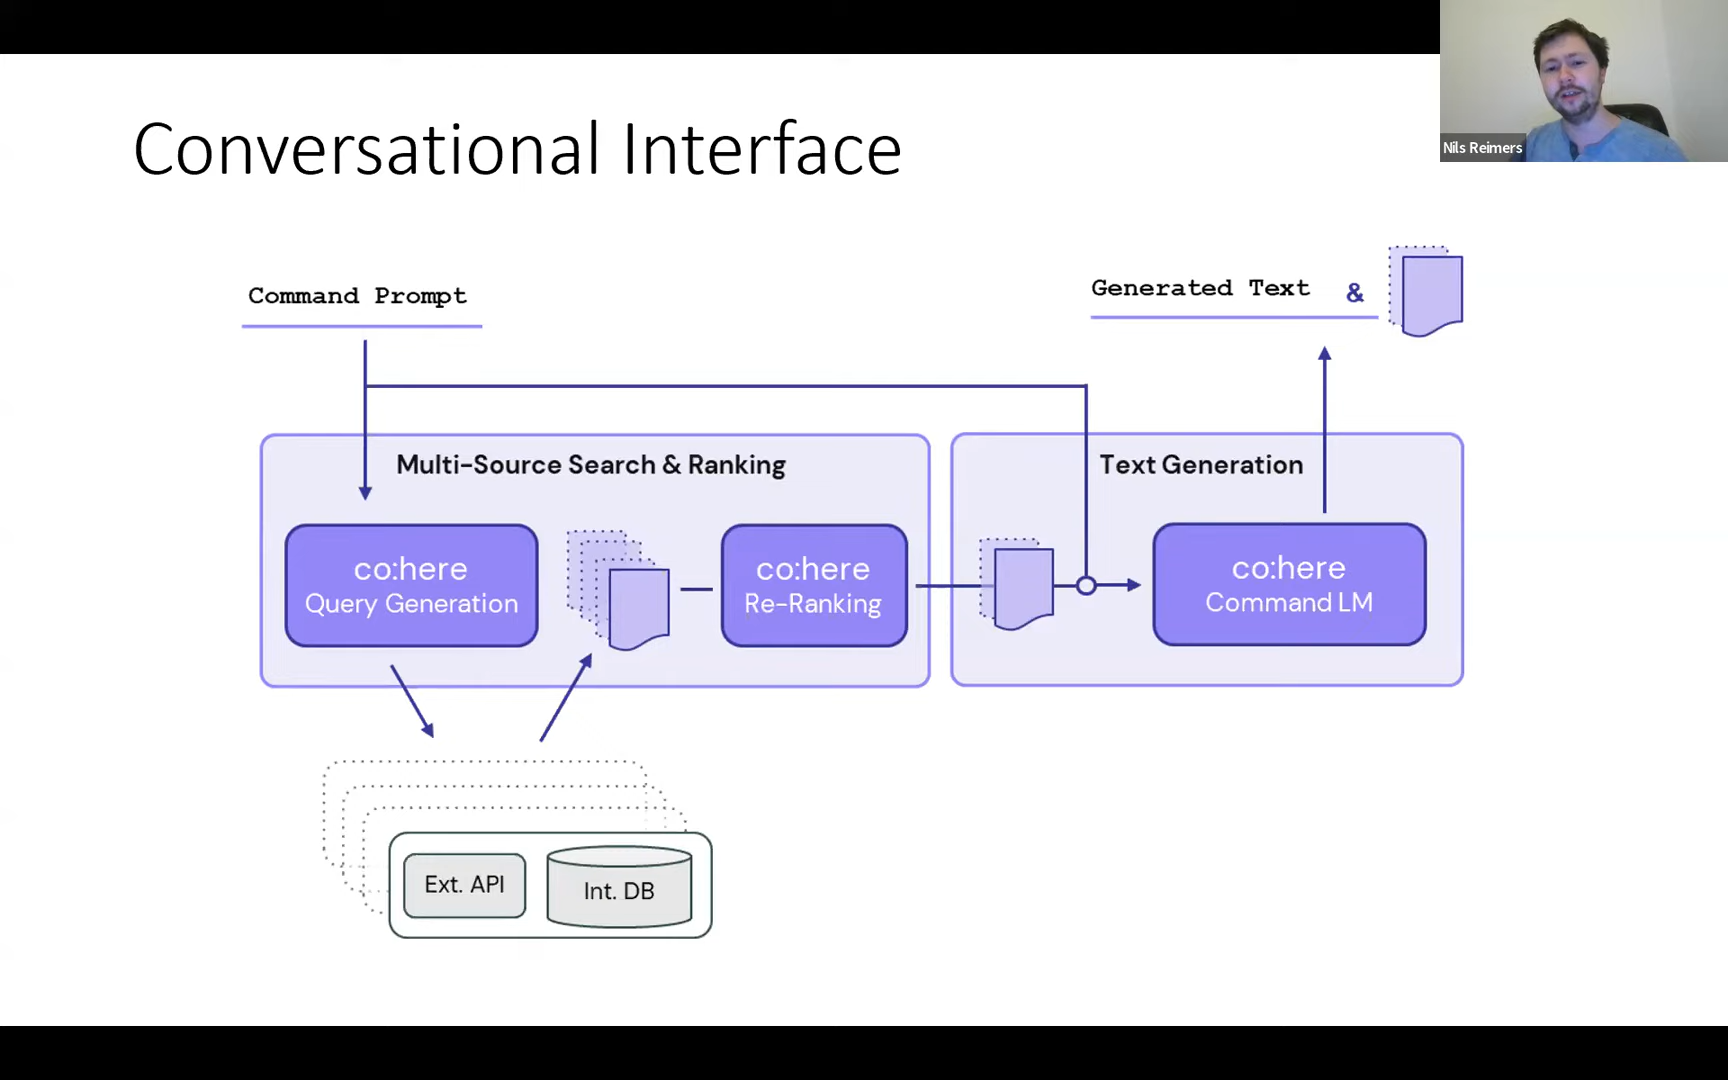 Nils Reimers
Conversational Interface
Command Prompt
Generated Text &
Multi-Source Search & Ranking
Text Generation
co:here
Query Generation
co:here
Re-Ranking
co:here
Command LM
Ext. API
Int. DB